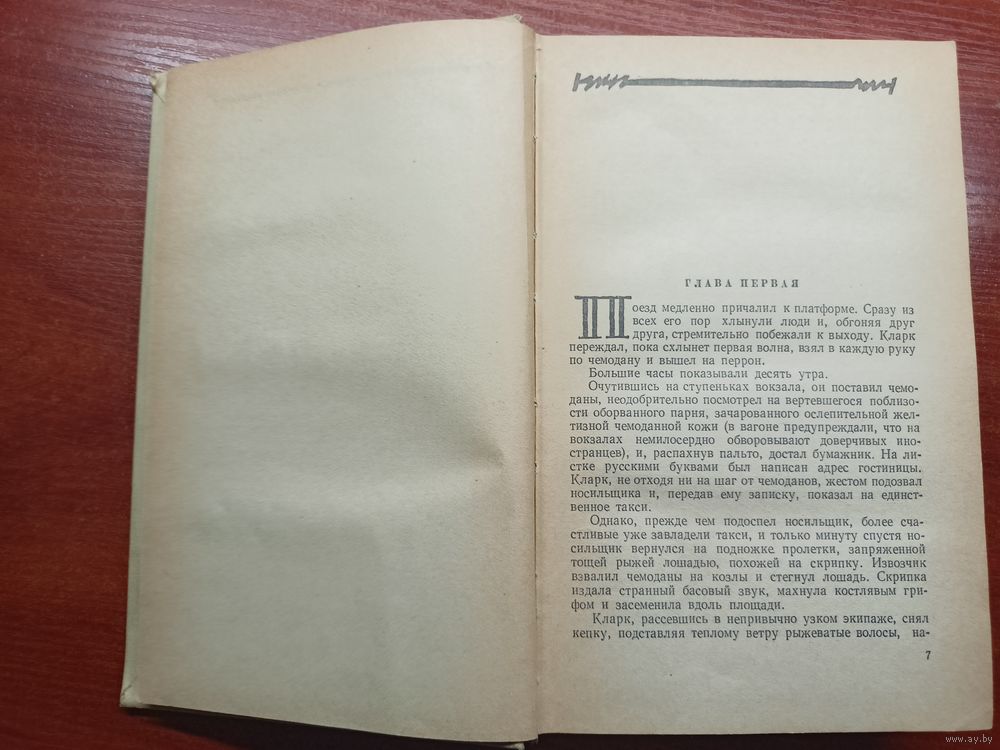 ГЛАВА ПЕРВАЯ
Поезд медленно причалил к платформе. Сразу из
всех его пор хлынули люди и, обгоняя друг
друга, стремительно побежали к выходу. Кларк
переждал, пока схлынет первая волна, взял в каждую руку
по чемодану и вышел на перрон.
Большие часы показывали десять утра.
Очутившись на ступеньках вокзала, он поставил чемо-
даны, неодобрительно посмотрел на вертевшегося поблизо-
сти оборванного парня, зачарованного ослепительной жел-
тизной чемоданной кожи (в вагоне предупреждали, что на
вокзалах немилосердно обворовывают доверчивых ино-
странцев), и, распахнув пальто, достал бумажник. На ли-
стке русскими буквами был написан адрес гостиницы.
Кларк, не отходя ни на шаг от чемоданов, жестом подозвал
носильщика и, передав ему записку, показал на единст-
венное такси.
Однако, прежде чем подоспел носильщик, более сча-
стливые уже завладели такси, и только минуту спустя но-
сильщик вернулся на подножке пролетки, запряженной
тощей рыжей лошадью, похожей на скрипку. Извозчик
взвалил чемоданы на козлы и стегнул лошадь. Скрипка
издала странный басовый звук, махнула костлявым гри-
фом и засеменила вдоль площади.
Кларк, рассевшись в непривычно узком экипаже, снял
кепку, подставляя теплому ветру рыжеватые волосы, на-
7
www.ay.by